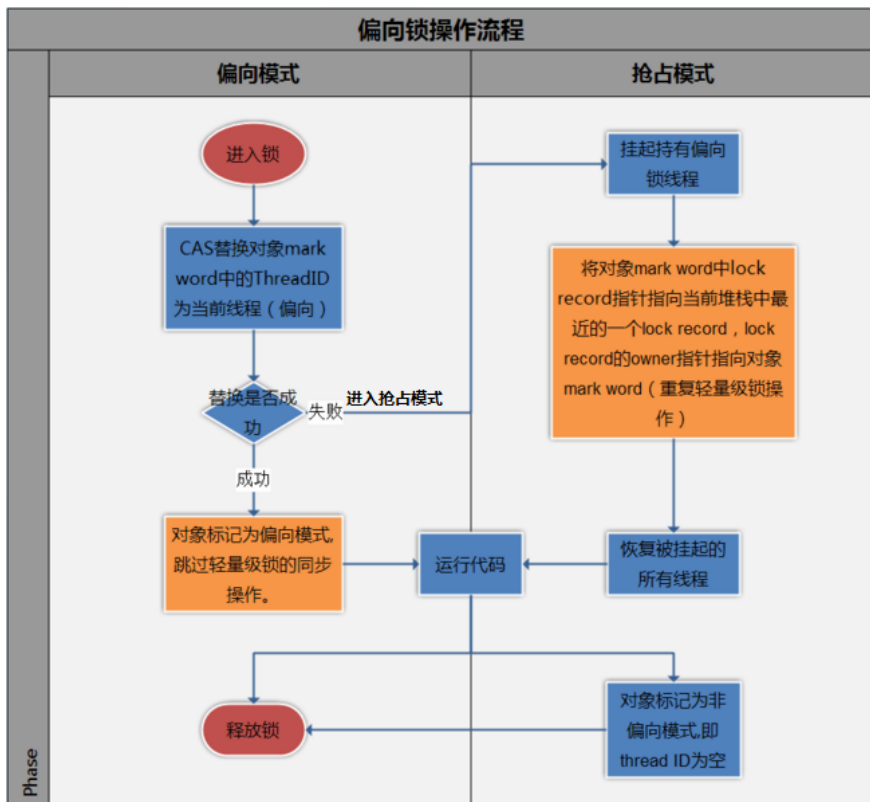 偏向锁操作流程
偏向模式
抢占模式
进入锁
CAS替换对象mark
word中的ThreadID
为当前线程（偏向）
替换是否成
功
失败
进入抢占模式
成功
对象标记为偏向模式,
跳过轻量级锁的同步
操作。
运行代码
挂起持有偏向
锁线程
将对象mark word中lock
record指针指向当前堆栈中最
近的一个lock record，lock
record的owner指针指向对象
mark word（重复轻量级锁操
作）
恢复被挂起的
所有线程
对象标记为非
偏向模式,即
thread ID为空
释放锁
Phase